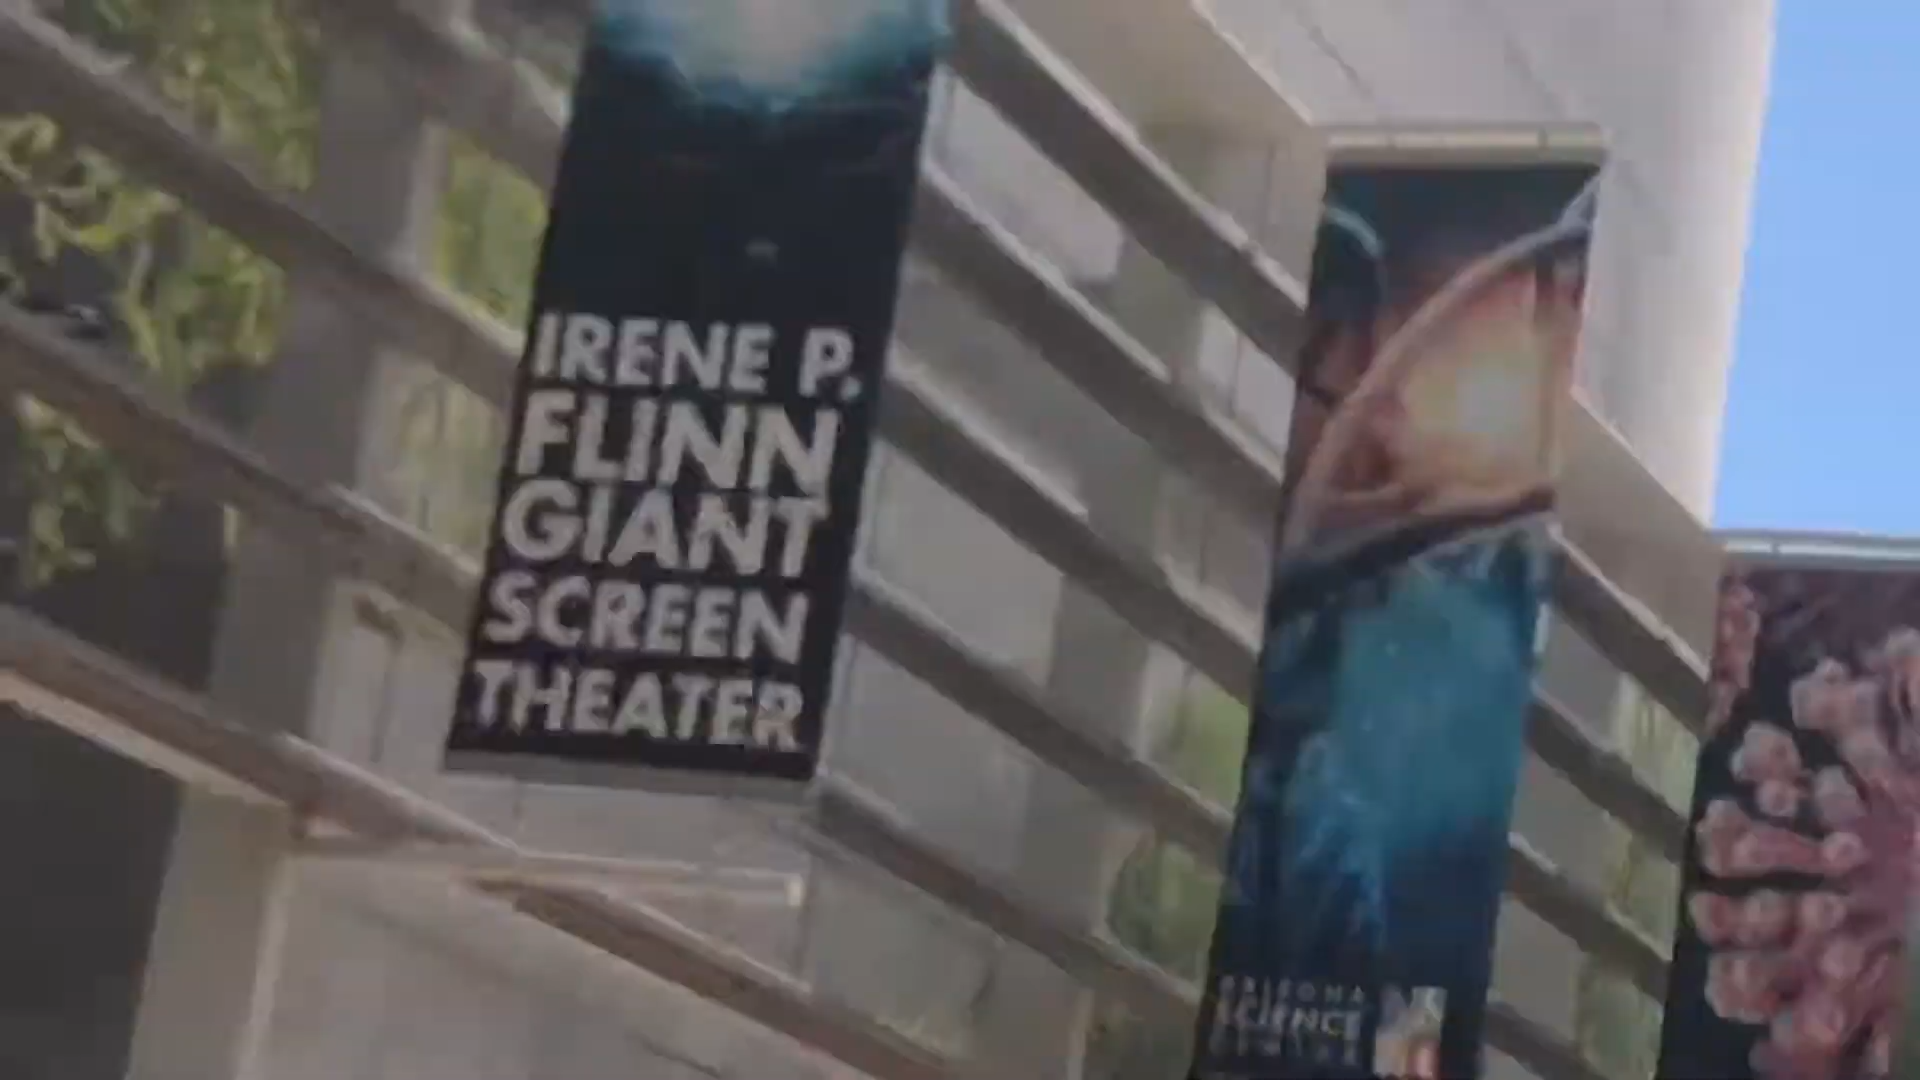 IRENE P.
FLINN
GIANT
SCREEN
THEATER
ARIZONA
SCIENCE
CENTER